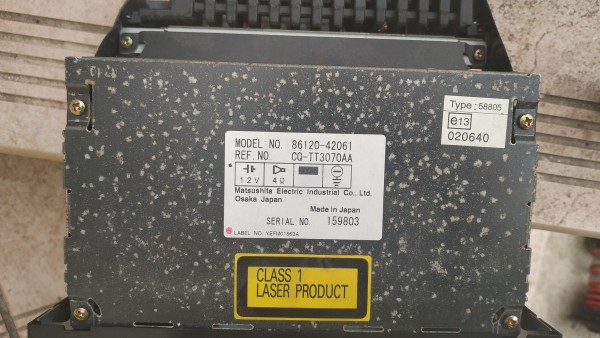 Type: 58805
e13
020640
MODEL NO. 86120-42061
REF. NO. CQ-TT3070AA
12V 4Ω
Matsushita Electric Industrial Co., Ltd.
Osaka Japan
Made in Japan
SERIAL NO. 159803
LABEL NO. YEFM01663A
CLASS 1
LASER PRODUCT